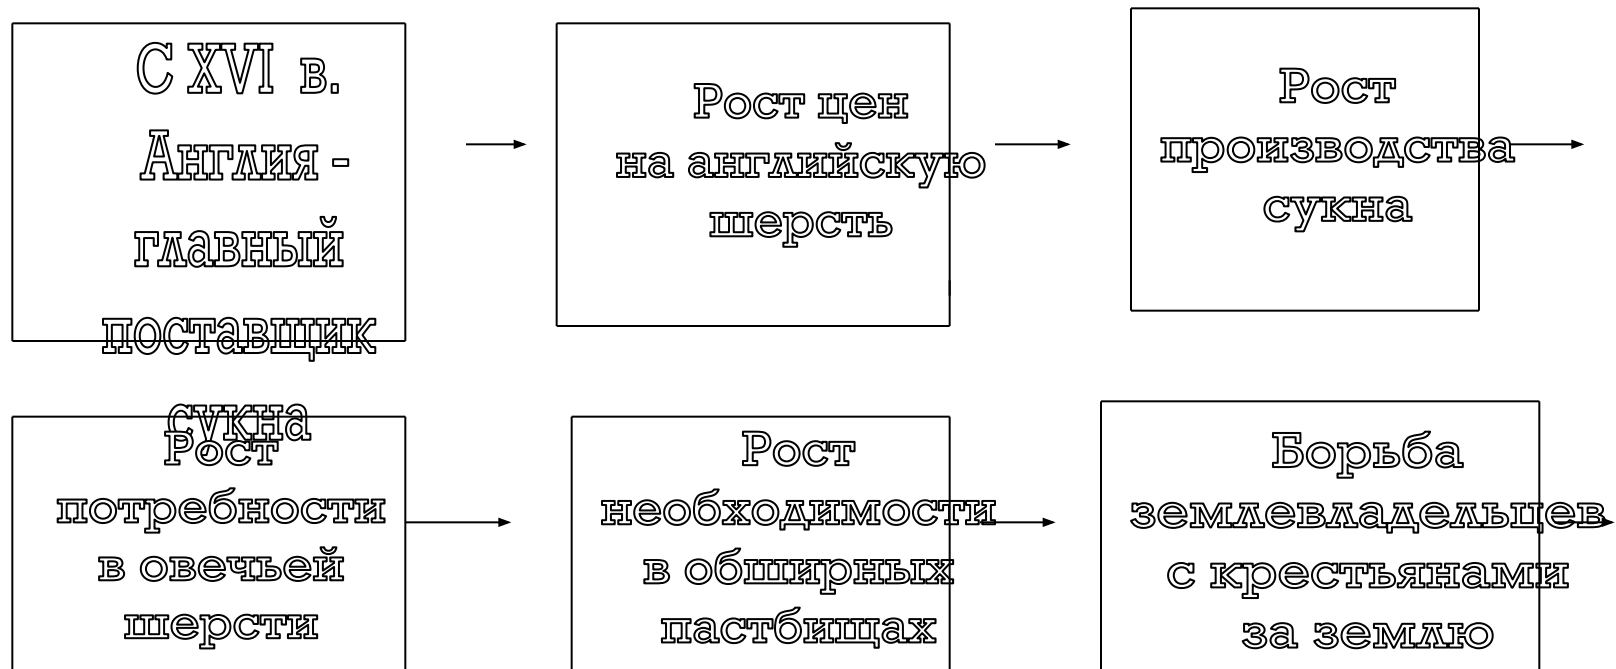 С XVI в.
Англия -
главный
поставщик
сукна
Рост цен
на английскую
шерсть
Рост
производства
сукна
Рост
потребности
в овечьей
шерсти
Рост
необходимости
в обширных
пастбищах
Борьба
землевладельцев
с крестьянами
за землю